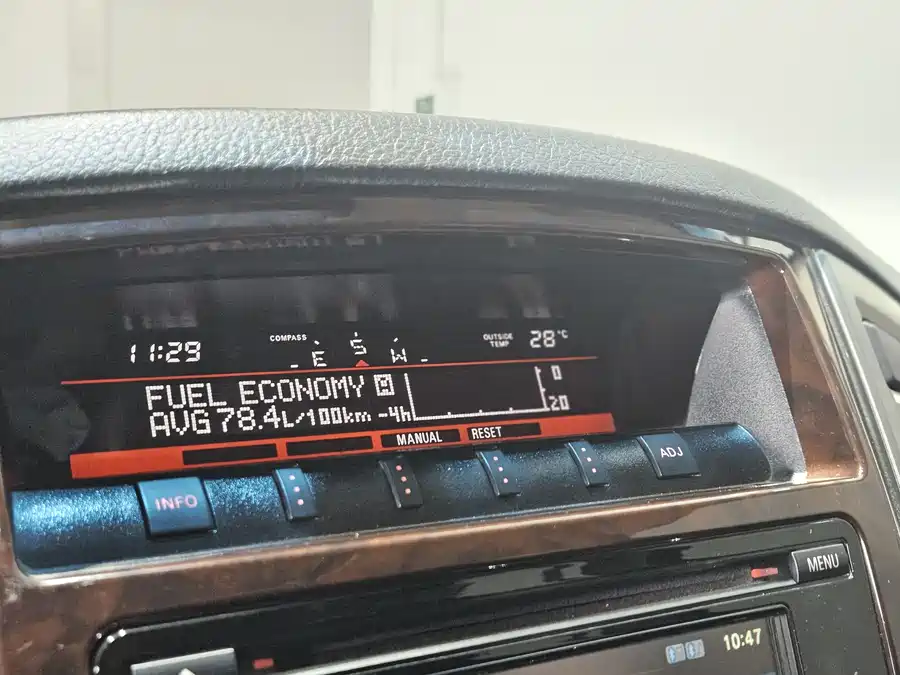 11:29
COMPASS
E S W
OUTSIDE
TEMP
28°C
FUEL ECONOMY M
AVG 78.4L/100km -4h
0
20
MANUAL RESET
INFO
ADJ
MENU
10:47